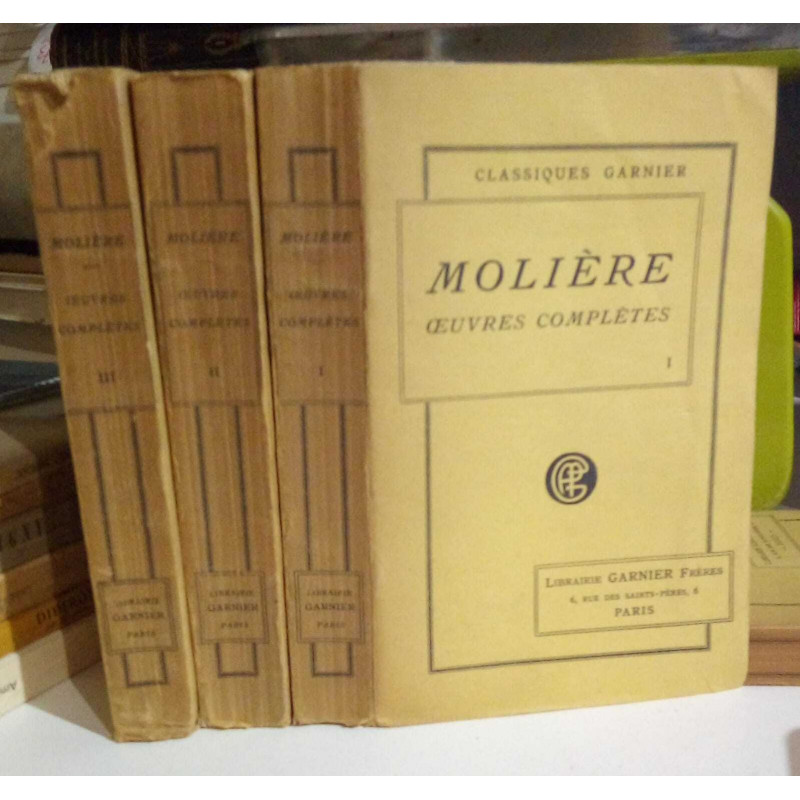 MOLIÈRE
ŒUVRES
COMPLÈTES
III
LIBRAIRIE
GARNIER
PARIS
MOLIÈRE
ŒUVRES
COMPLÈTES
II
LIBRAIRIE
GARNIER
PARIS
MOLIÈRE
ŒUVRES
COMPLÈTES
I
LIBRAIRIE
GARNIER
PARIS
CLASSIQUES GARNIER
MOLIÈRE
ŒUVRES COMPLÈTES
I
LIBRAIRIE GARNIER FRÈRES
6, RUE DES SAINTS-PÈRES, 6
PARIS